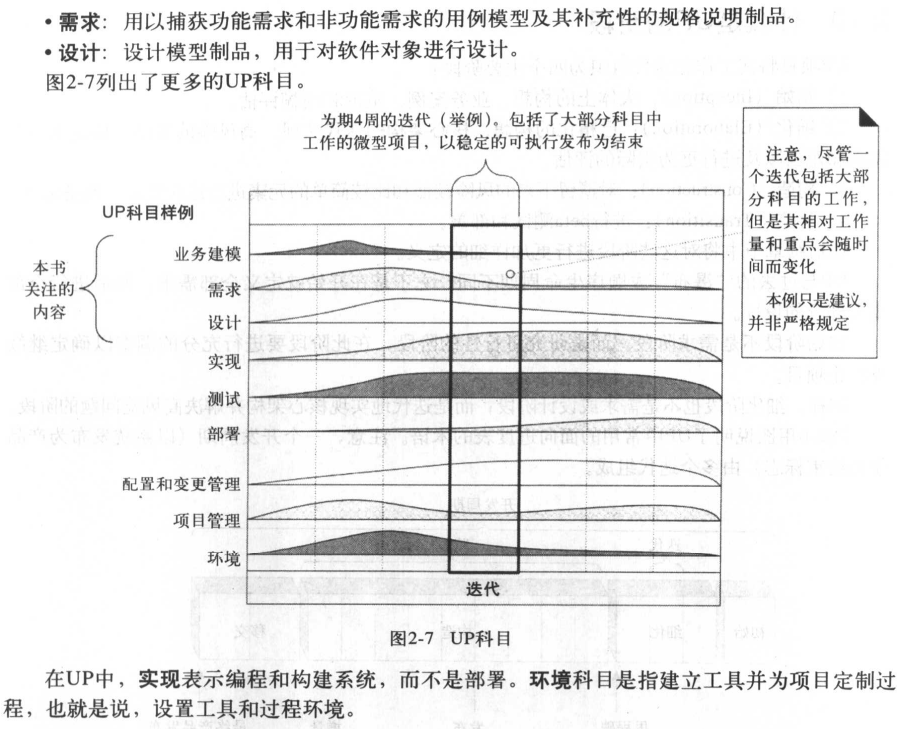 • 需求：用以捕获功能需求和非功能需求的用例模型及其补充性的规格说明制品。
• 设计：设计模型制品，用于对软件对象进行设计。
图2-7列出了更多的UP科目。
为期4周的迭代（举例）。包括了大部分科目中
工作的微型项目，以稳定的可执行发布为结束
注意，尽管一
个迭代包括大部
分科目的工作，
但是其相对工作
量和重点会随时
间而变化
本例只是建议，
并非严格规定
UP科目样例
本书
关注的
内容
业务建模
需求
设计
实现
测试
部署
配置和变更管理
项目管理
环境
迭代
图2-7 UP科目
在UP中，实现表示编程和构建系统，而不是部署。环境科目是指建立工具并为项目定制过
程，也就是说，设置工具和过程环境。